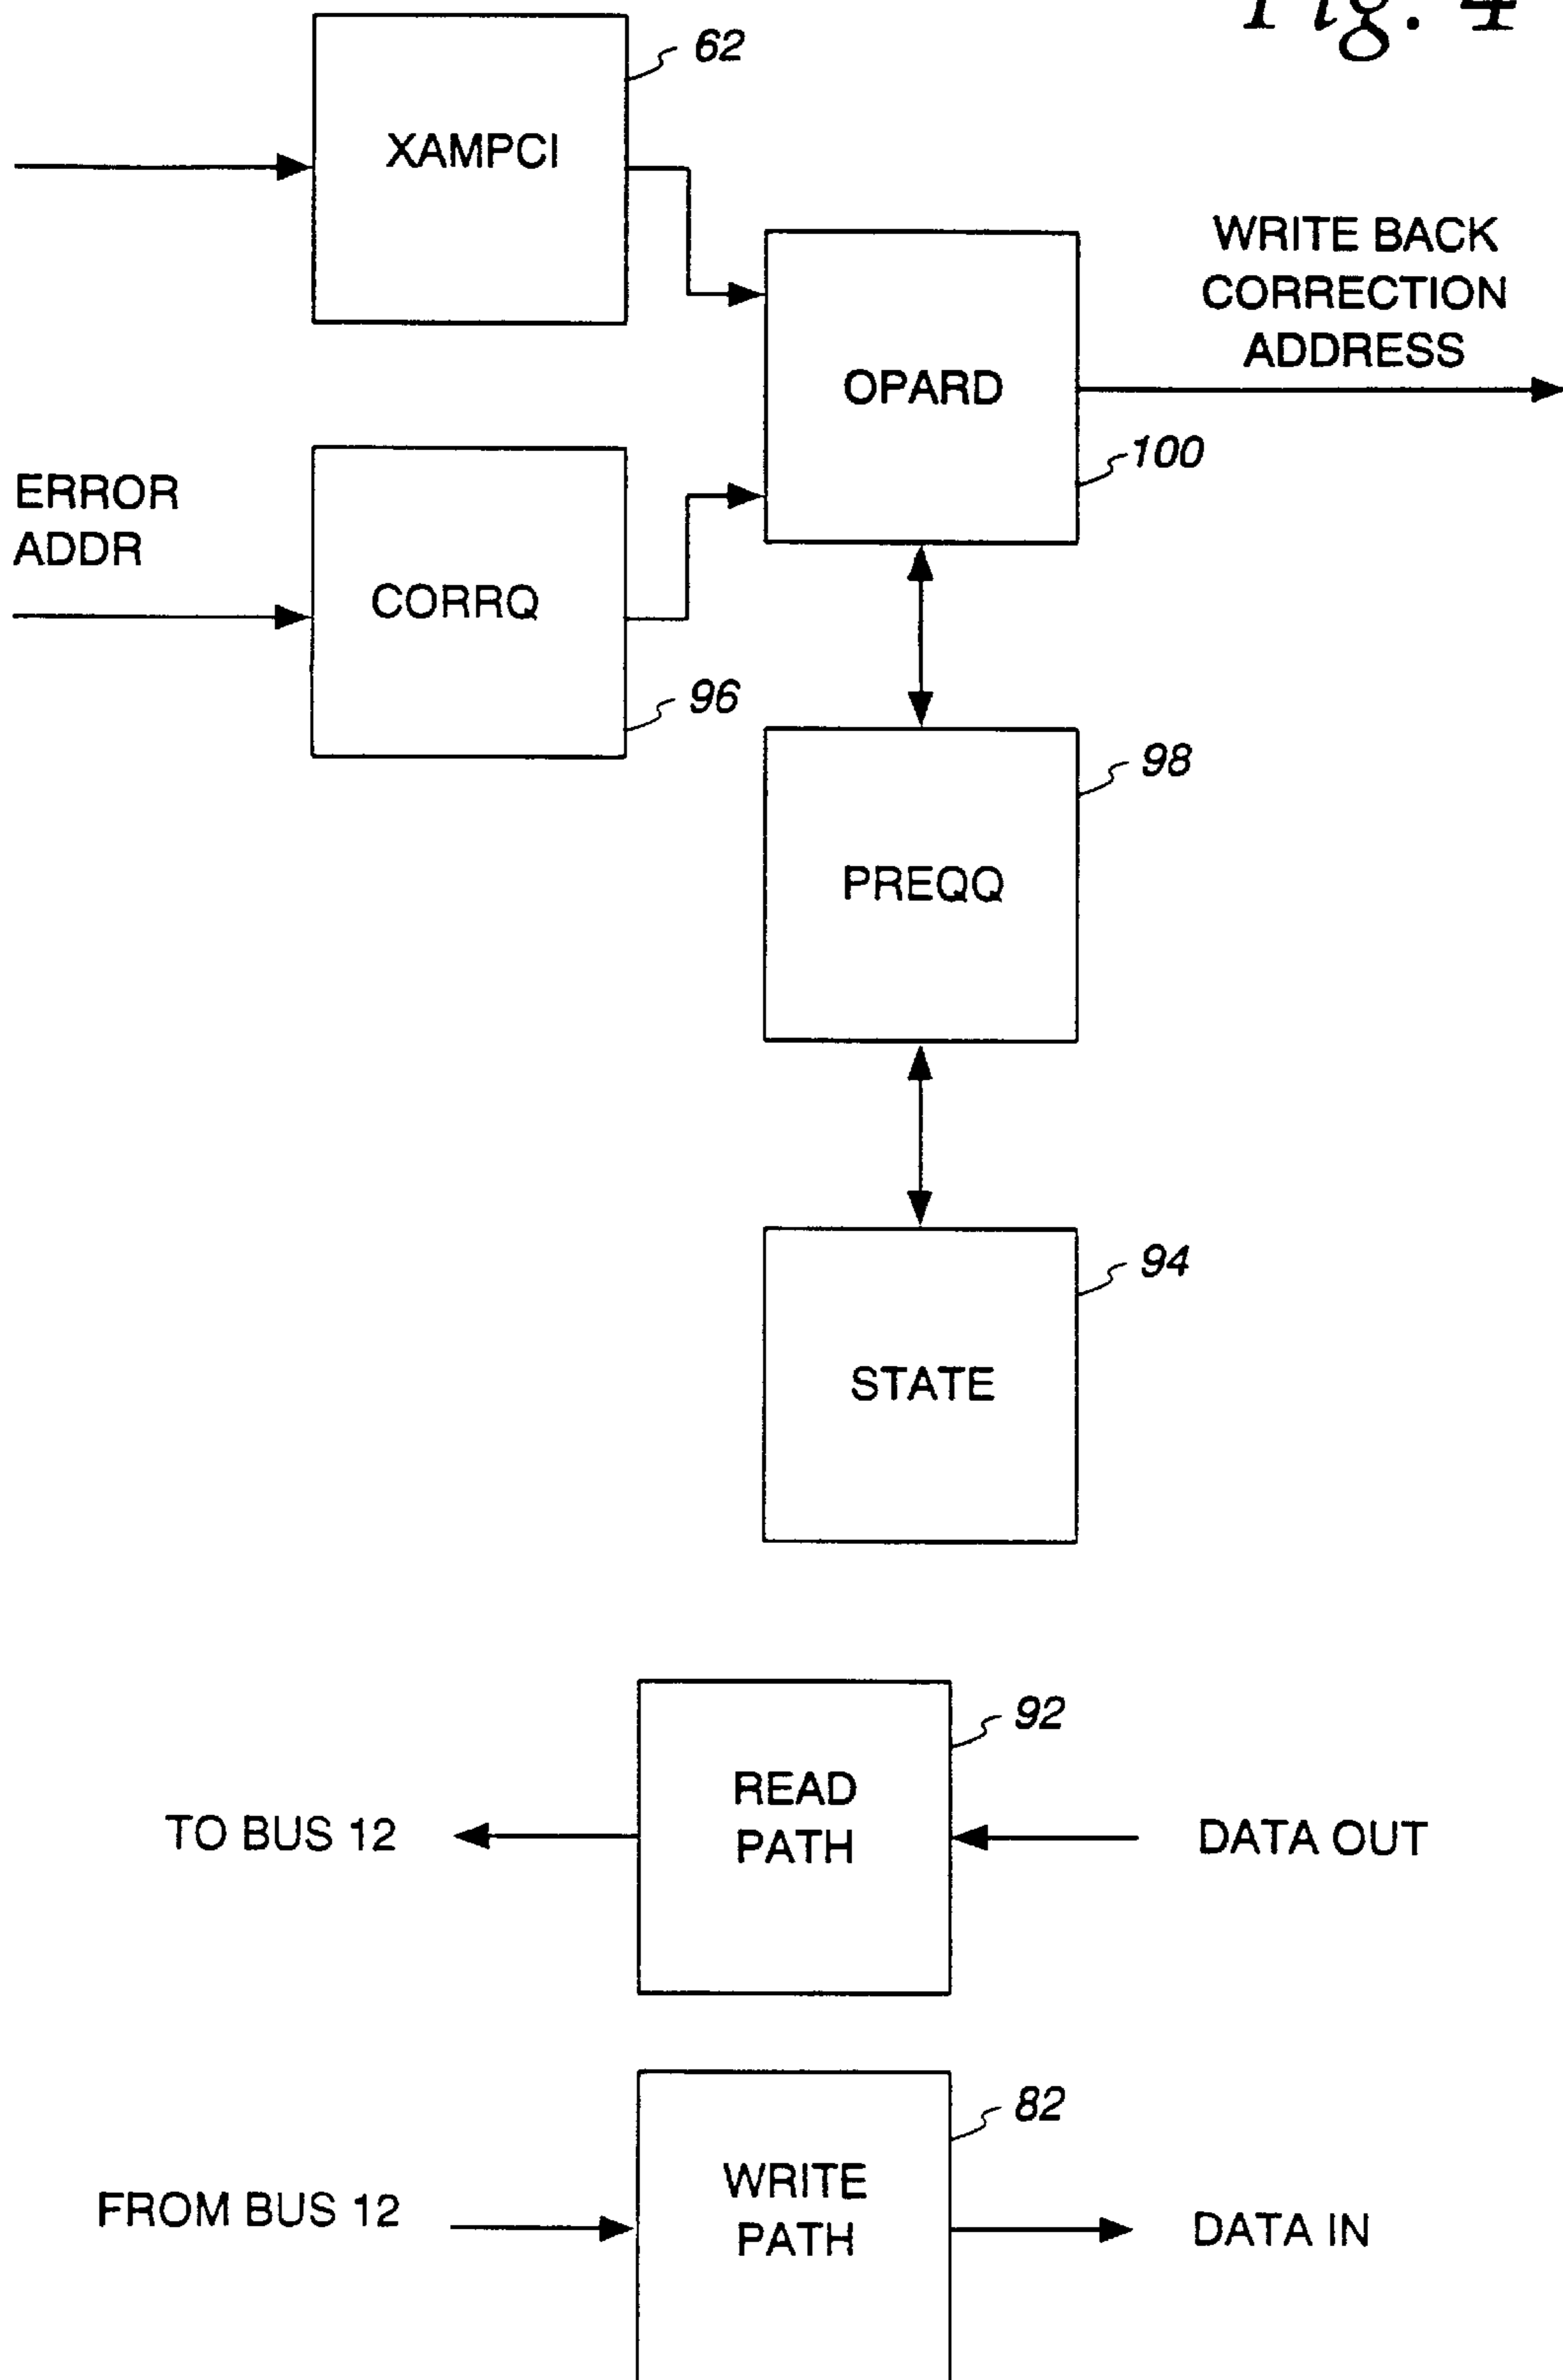 Fig. 4
62
XAMPCI
WRITE BACK
CORRECTION
ADDRESS
OPARD
100
ERROR
ADDR
CORRQ
96
98
PREQQ
94
STATE
92
READ
PATH
TO BUS 12
DATA OUT
82
WRITE
PATH
FROM BUS 12
DATA IN